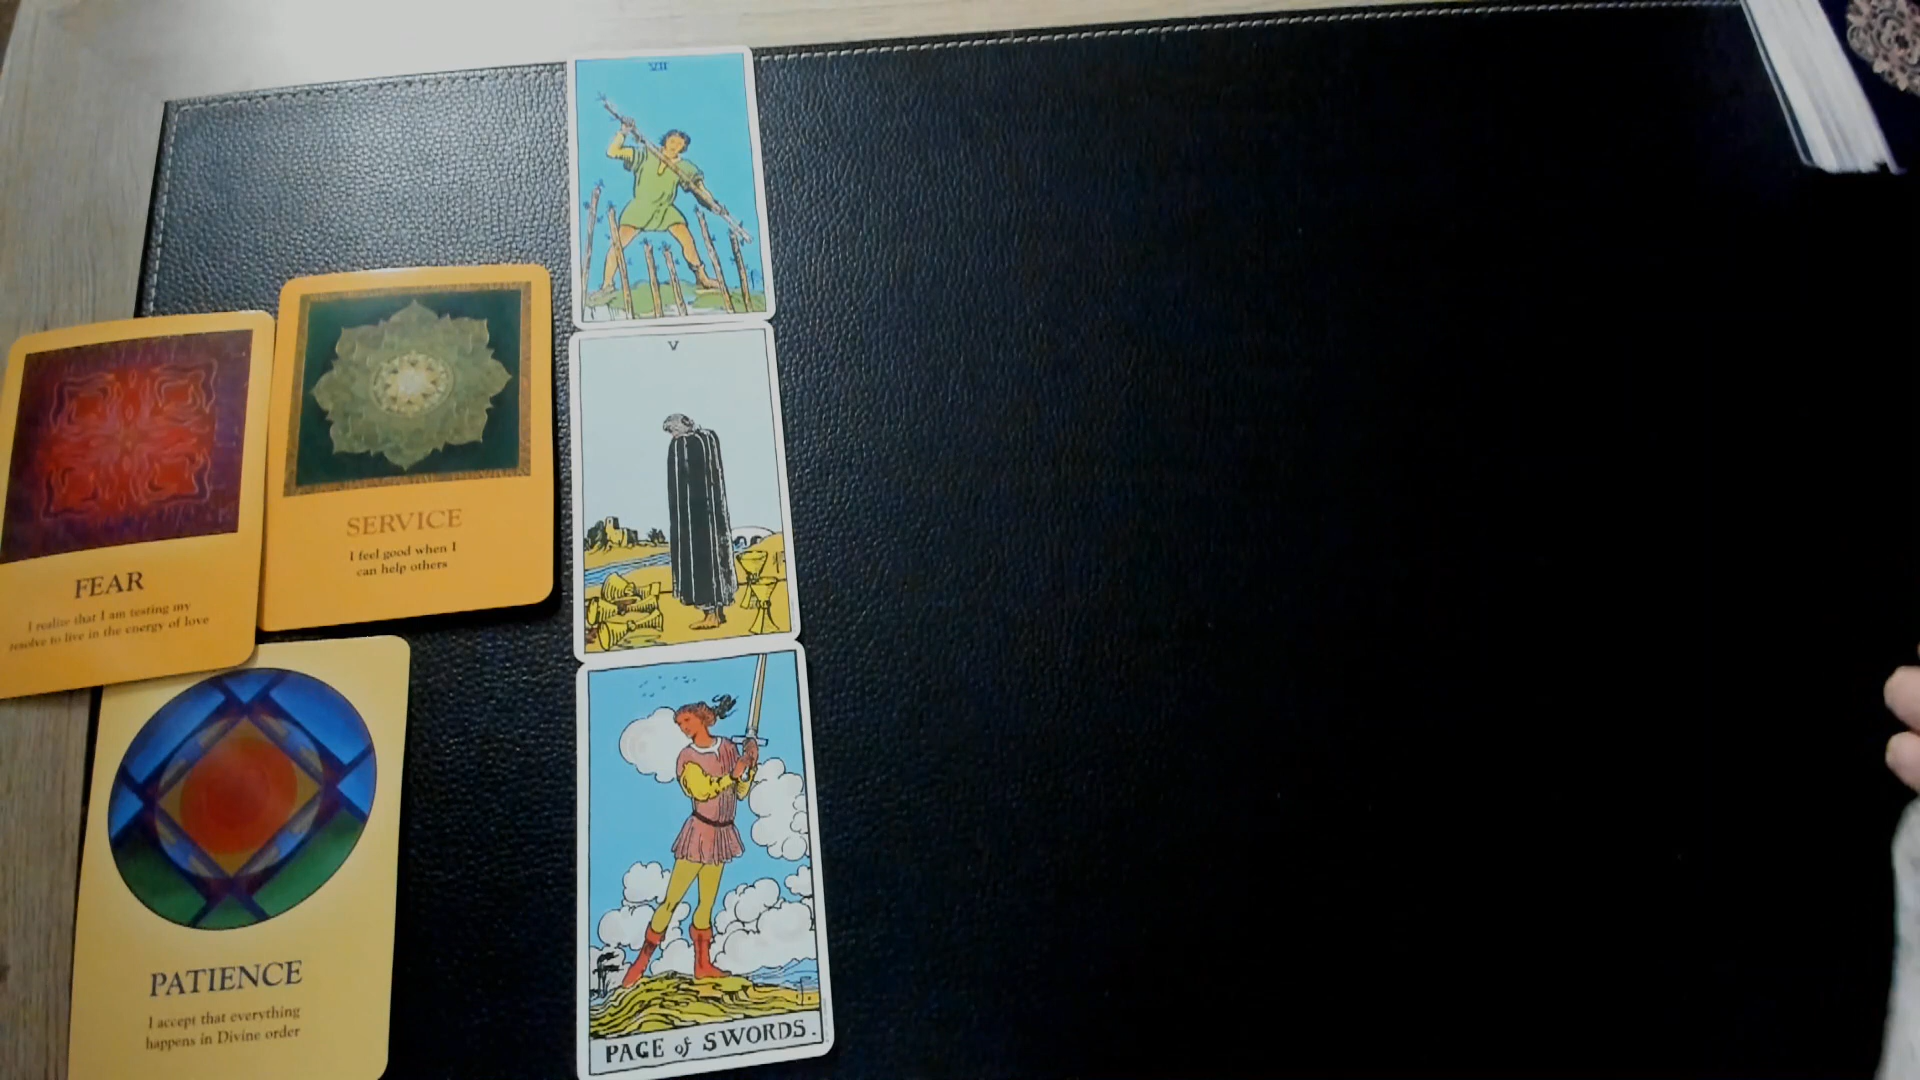 VII
V
PAGE of SWORDS.
SERVICE
I feel good when I
can help others
FEAR
I realize that I am testing my
resolve to live in the energy of love
PATIENCE
I accept that everything
happens in Divine order